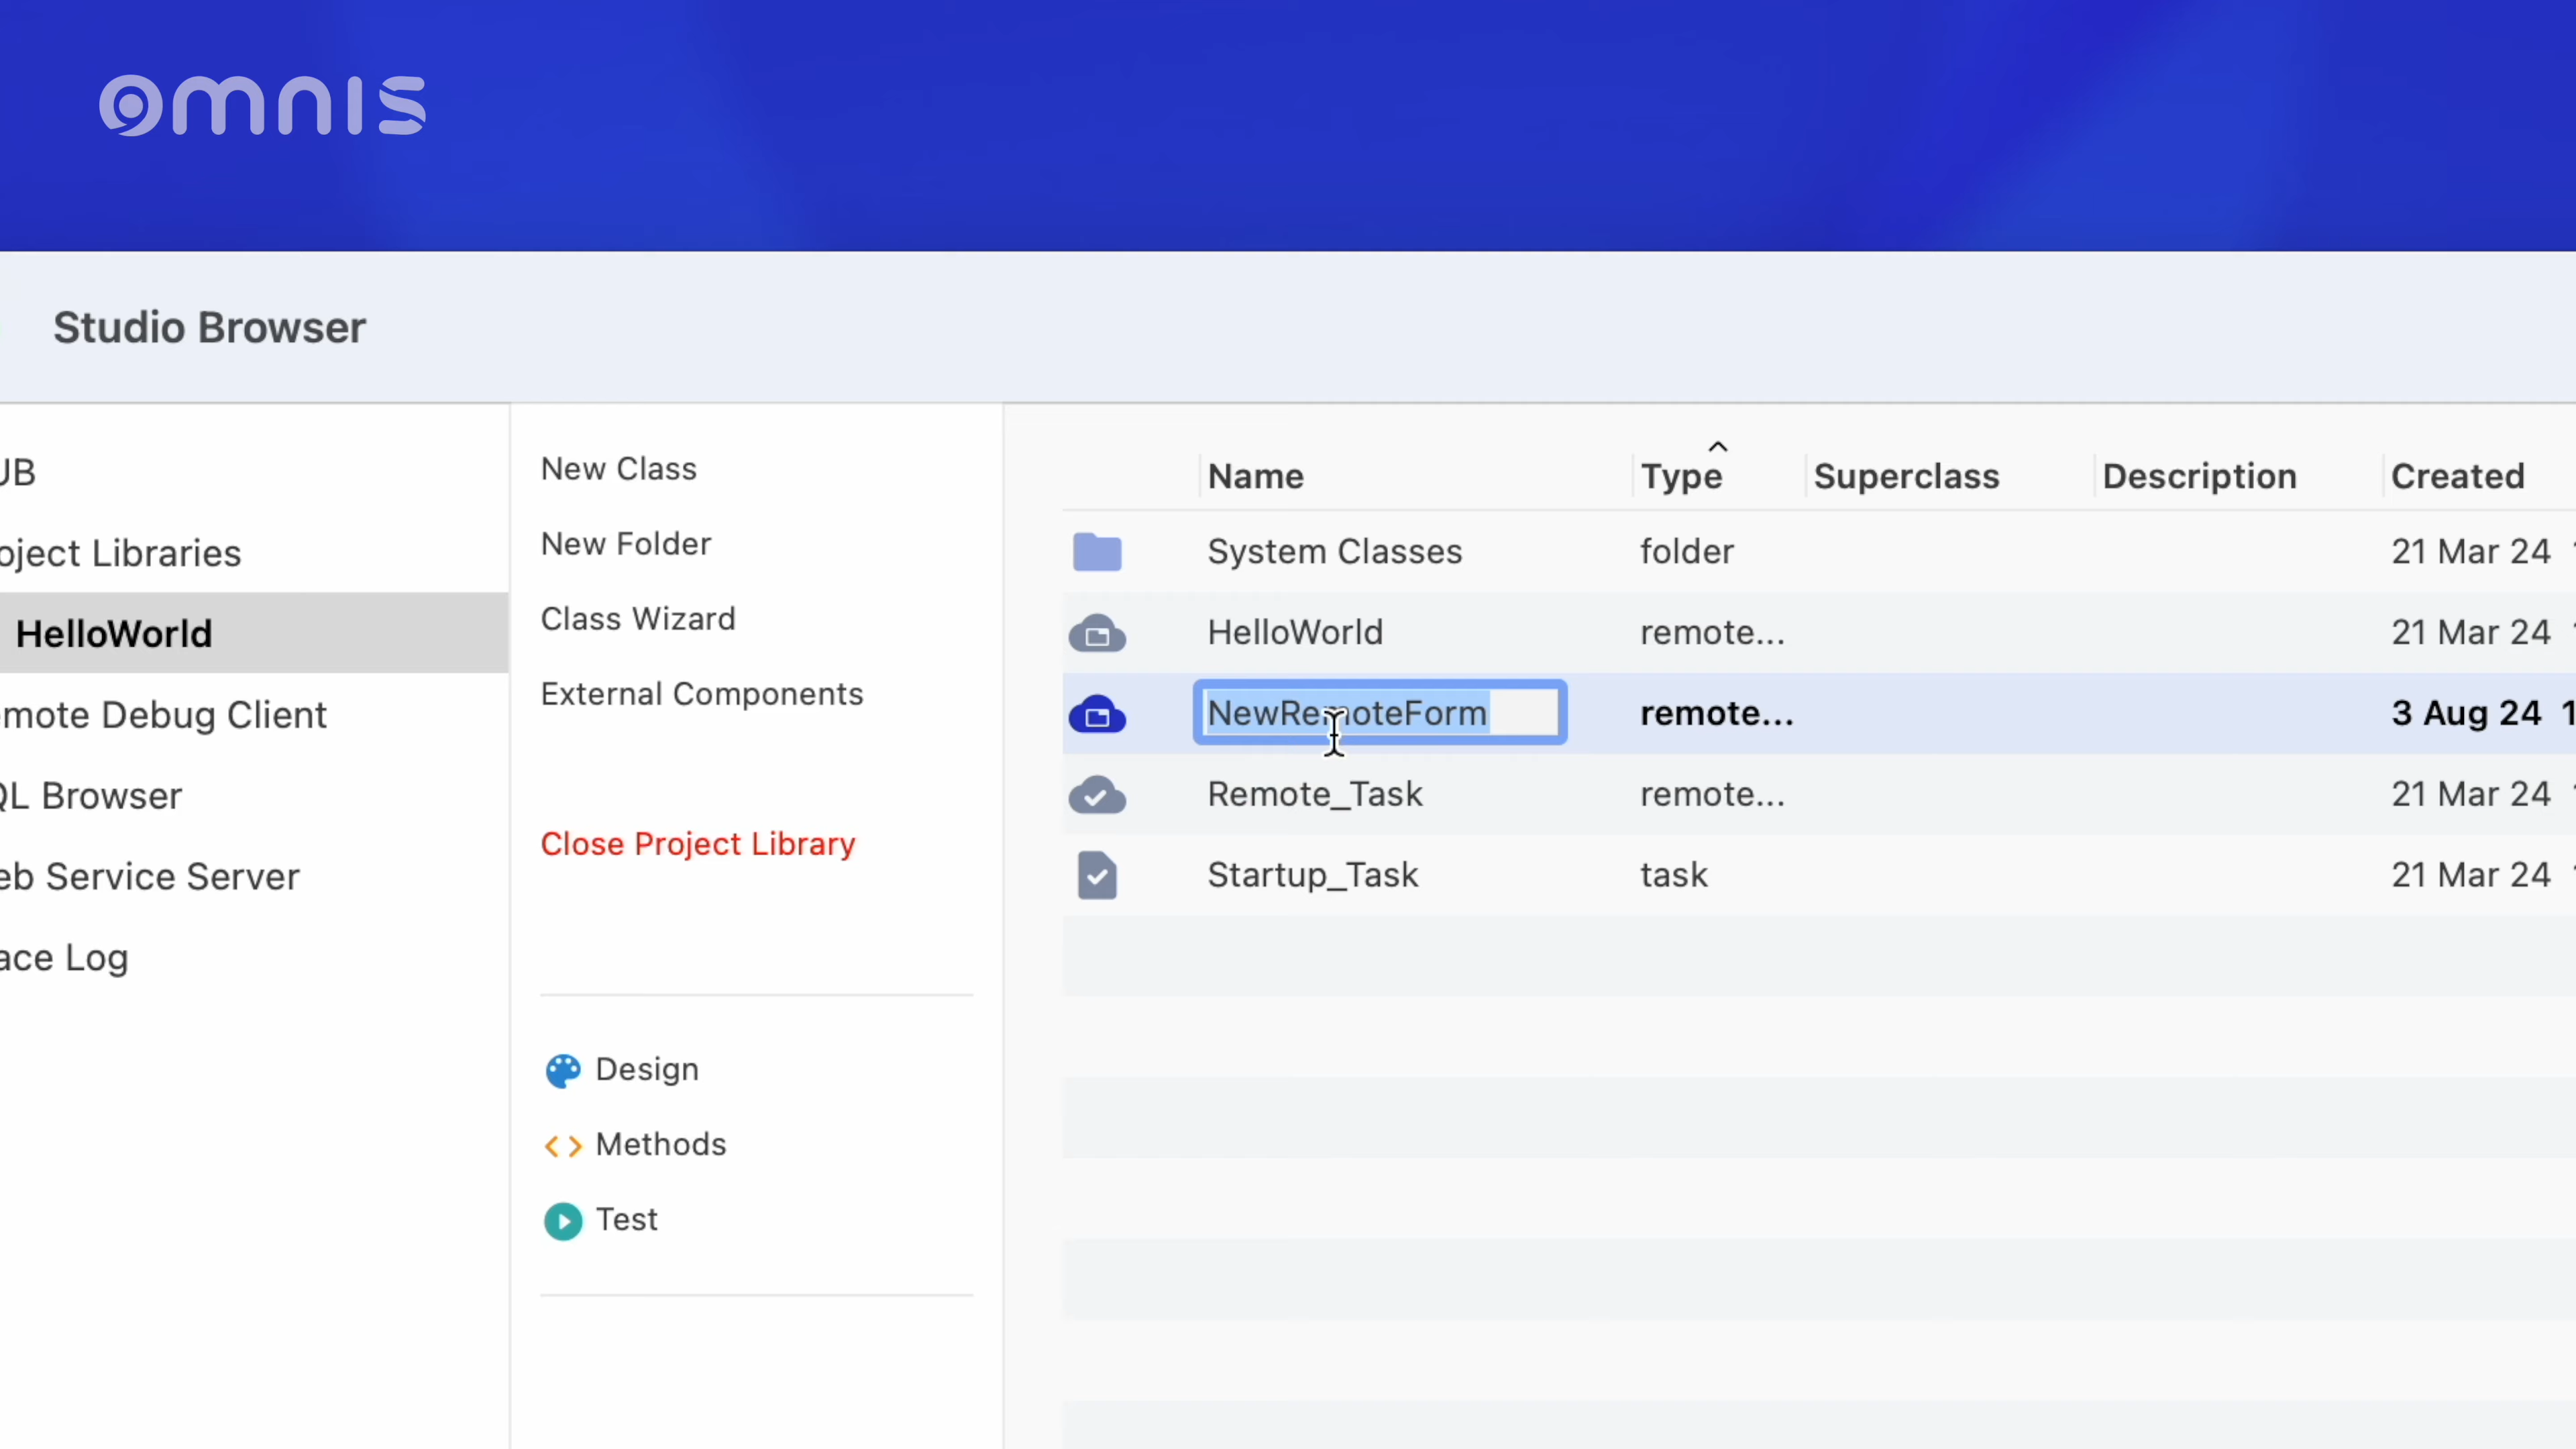 OMNIS
Studio Browser
UB
oject Libraries
HelloWorld
mote Debug Client
QL Browser
eb Service Server
ace Log
New Class
New Folder
Class Wizard
External Components
Close Project Library
Design
Methods
Test
Name Type Superclass Description Created
System Classes folder 21 Mar 24
HelloWorld remote... 21 Mar 24
NewRemoteForm remote... 3 Aug 24
Remote_Task remote... 21 Mar 24
Startup_Task task 21 Mar 24